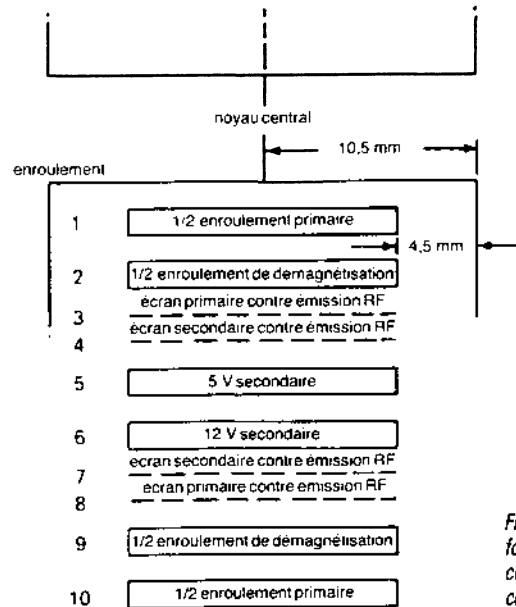 noyau central
10,5 mm
enroulement
1 1/2 enroulement primaire
4,5 mm
2 1/2 enroulement de demagnétisation
écran primaire contre émission RF
3
écran secondaire contre émission RF
4
5 5 V secondaire
6 12 V secondaire
ecran secondaire contre émission RF
7
écran primaire contre émission RF
8
9 1/2 enroulement de démagnétisation
10 1/2 enroulement primaire